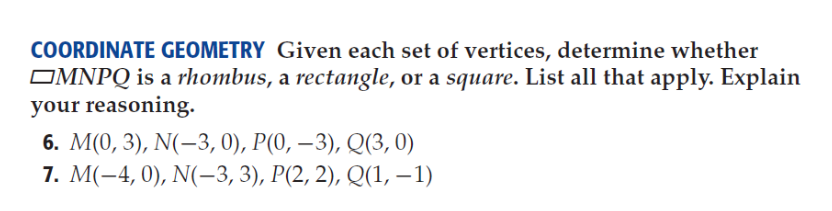 COORDINATE GEOMETRY Given each set of vertices, determine whether
▱MNPQ is a rhombus, a rectangle, or a square. List all that apply. Explain
your reasoning.
6. M(0, 3), N(−3, 0), P(0, −3), Q(3, 0)
7. M(−4, 0), N(−3, 3), P(2, 2), Q(1, −1)